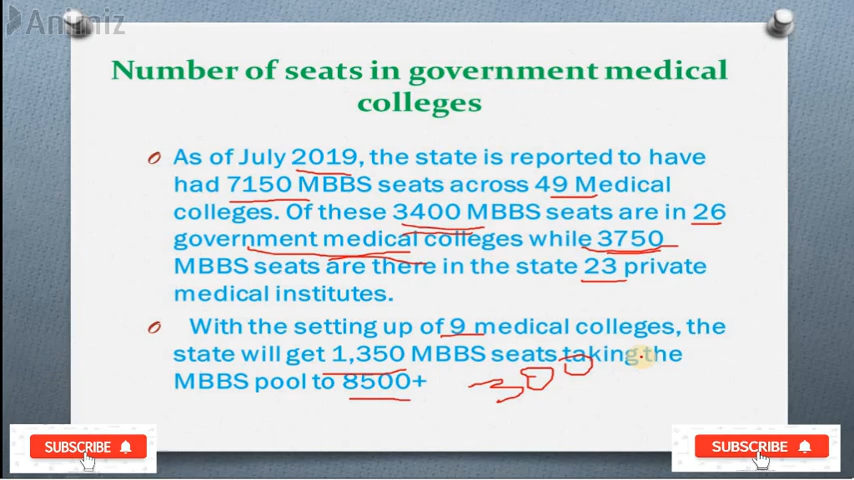 Animiz
Number of seats in government medical
colleges
As of July 2019, the state is reported to have
had 7150 MBBS seats across 49 Medical
colleges. Of these 3400 MBBS seats are in 26
government medical colleges while 3750
MBBS seats are there in the state 23 private
medical institutes.
With the setting up of 9 medical colleges, the
state will get 1,350 MBBS seats taking the
MBBS pool to 8500+
300
SUBSCRIBE
SUBSCRIBE